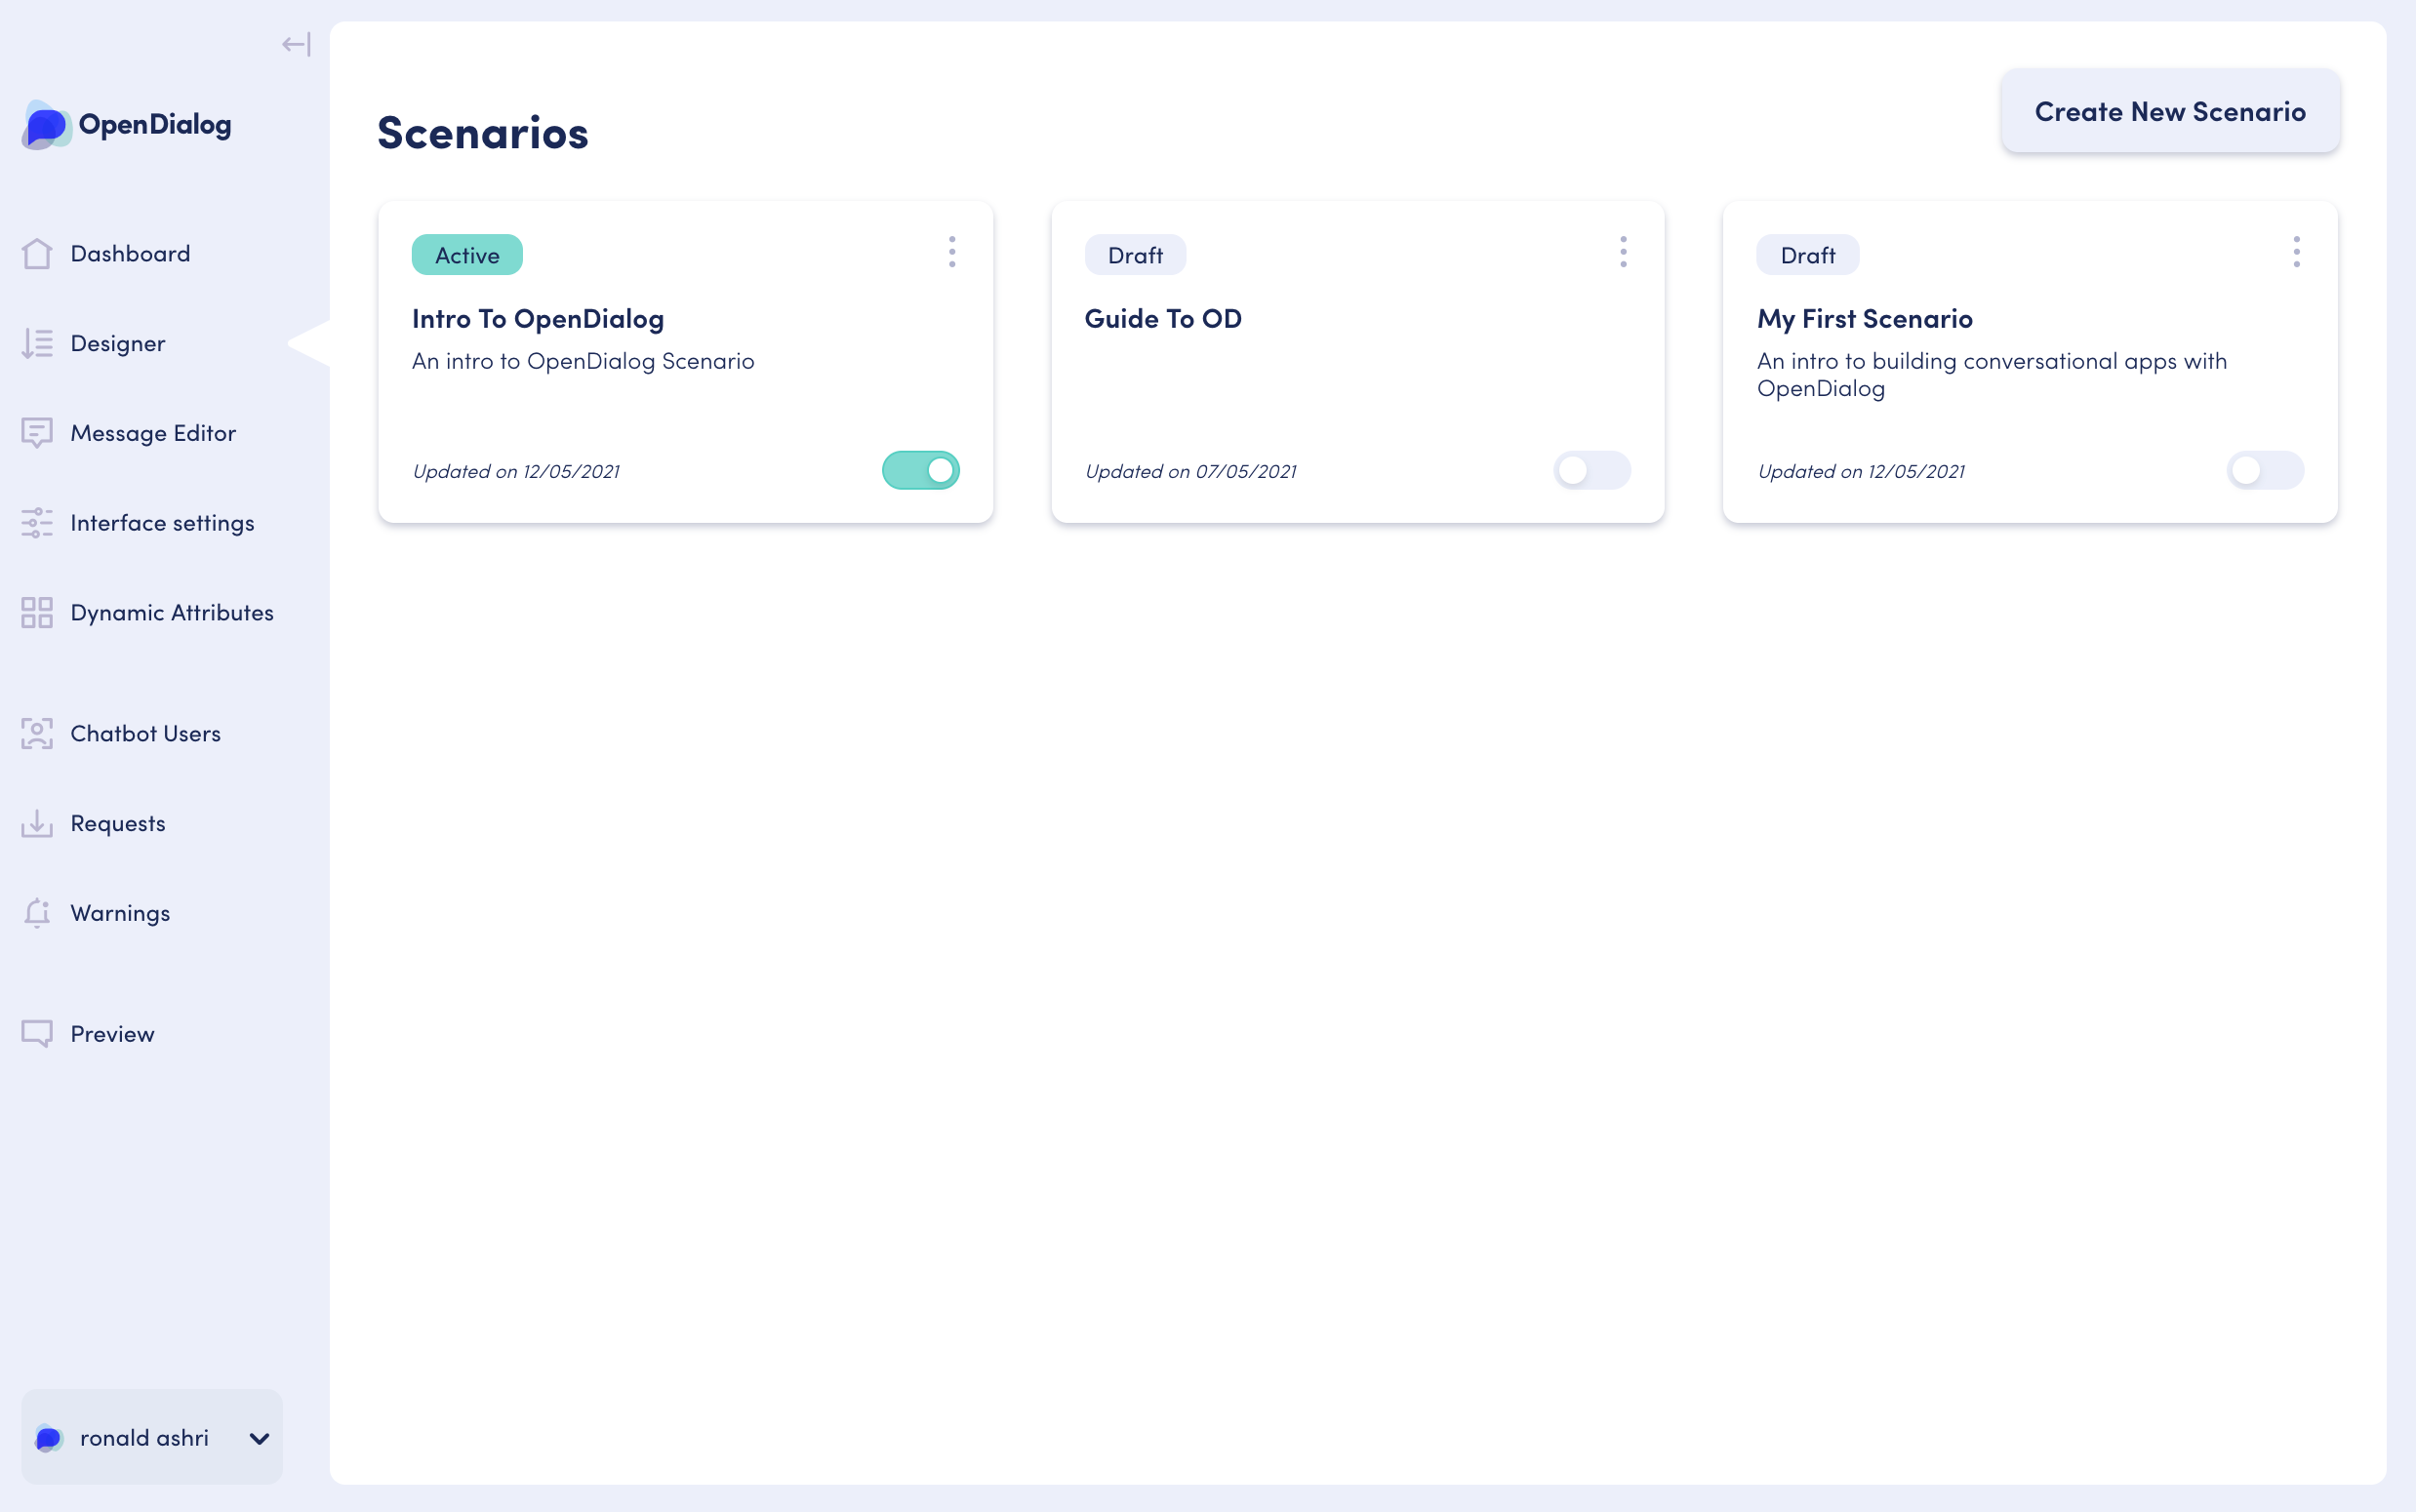 OpenDialog
Dashboard
Designer
Message Editor
Interface settings
Dynamic Attributes
Chatbot Users
Requests
Warnings
Preview
ronald ashri
Scenarios
Create New Scenario
Active
Intro To OpenDialog
An intro to OpenDialog Scenario
Updated on 12/05/2021
Draft
Guide To OD
Updated on 07/05/2021
Draft
My First Scenario
An intro to building conversational apps with
OpenDialog
Updated on 12/05/2021